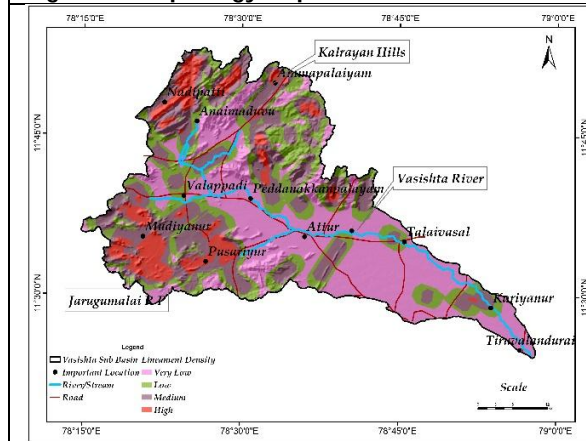 78°15'0"E 78°30'0"E 78°45'0"E 79°0'0"E
N
Kalrayan Hills
Ammapalaiyam
Nadipatti
Anaimaduvu
11°45'0"N 11°45'0"N
Vasishta River
Valappadi Peddanakkanpalayam
Mudiyanur Attur Talaivasal
Pusariyur
Jarugumalai R F
11°30'0"N 11°30'0"N
Kariyanur
Tiruvalandurai
Legend
Vasishta Sub Basin Lineament Density
Important Location Very Low
River/Stream Low
Road Medium
High
Scale
78°15'0"E 78°30'0"E 78°45'0"E 79°0'0"E